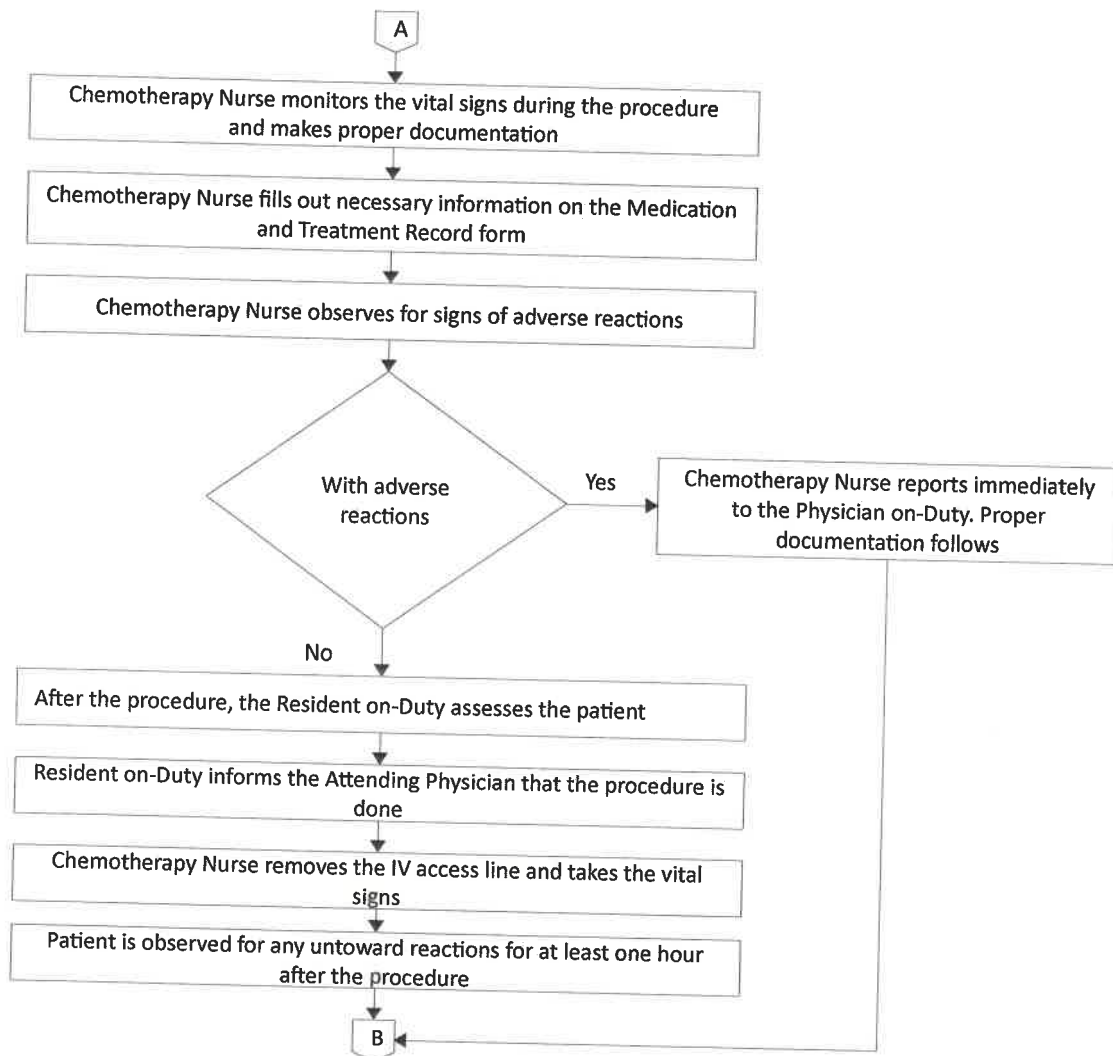 A
Chemotherapy Nurse monitors the vital signs during the procedure
and makes proper documentation
Chemotherapy Nurse fills out necessary information on the Medication
and Treatment Record form
Chemotherapy Nurse observes for signs of adverse reactions
With adverse
reactions
Yes
Chemotherapy Nurse reports immediately
to the Physician on-Duty. Proper
documentation follows
No
After the procedure, the Resident on-Duty assesses the patient
Resident on-Duty informs the Attending Physician that the procedure is
done
Chemotherapy Nurse removes the IV access line and takes the vital
signs
Patient is observed for any untoward reactions for at least one hour
after the procedure
B